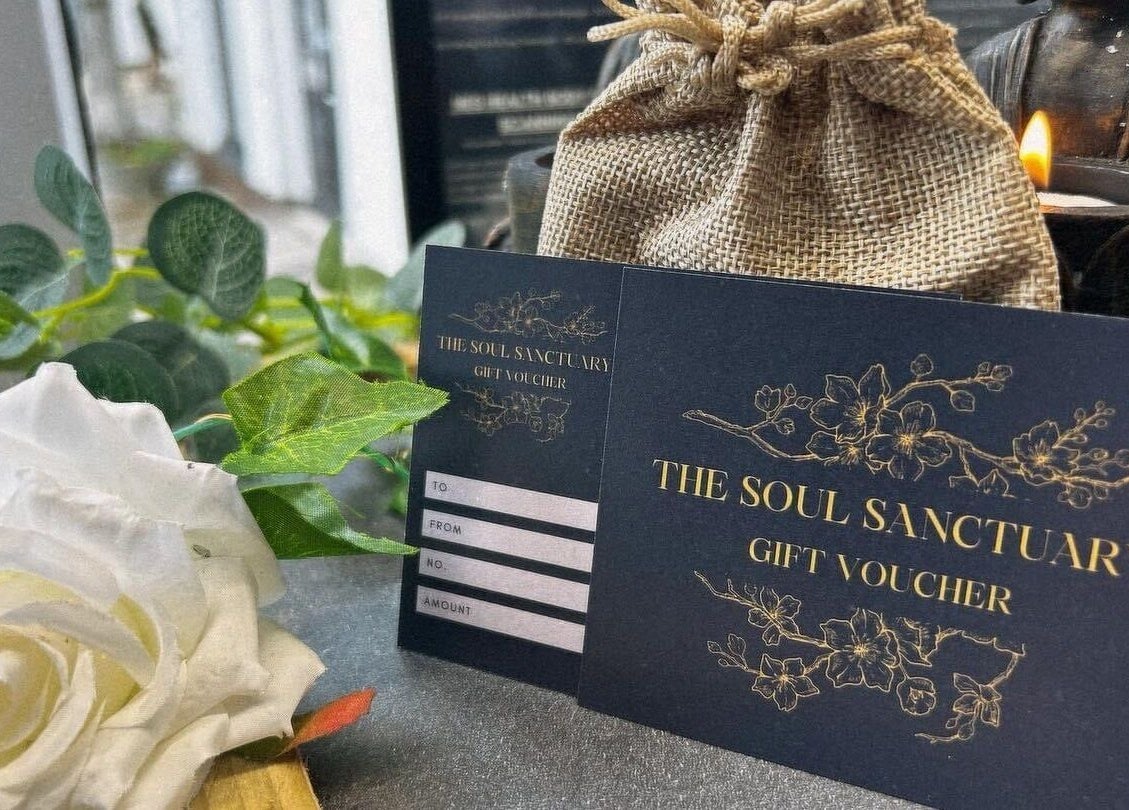 THE SOUL SANCTUARY
GIFT VOUCHER
TO
FROM
NO.
AMOUNT
THE SOUL SANCTUAR
GIFT VOUCHER